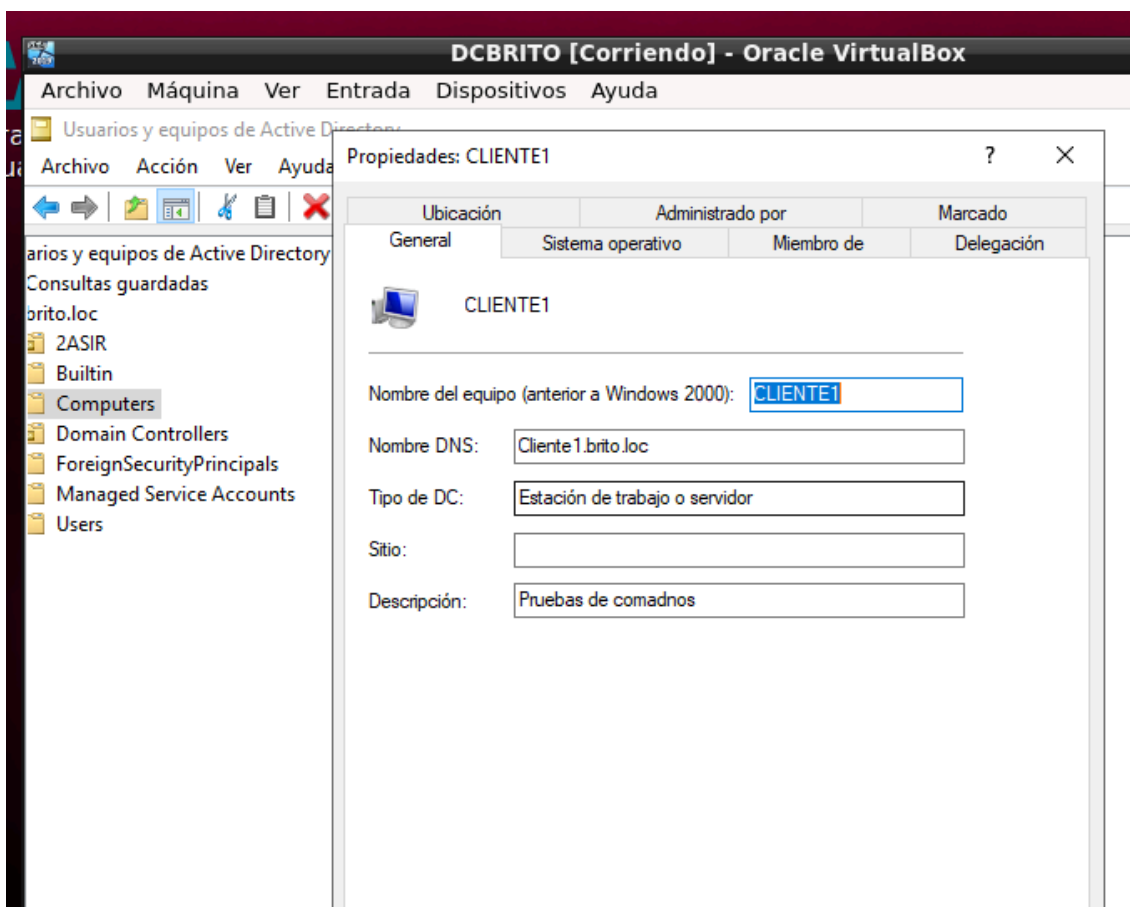 DCBRITO [Corriendo] - Oracle VirtualBox
Archivo Máquina Ver Entrada Dispositivos Ayuda
Usuarios y equipos de Active Directory
Archivo Acción Ver Ayuda
arios y equipos de Active Directory
Consultas guardadas
brito.loc
2ASIR
Builtin
Computers
Domain Controllers
ForeignSecurityPrincipals
Managed Service Accounts
Users
Propiedades: CLIENTE1 ?
Ubicación Administrado por Marcado
General Sistema operativo Miembro de Delegación
CLIENTE1
Nombre del equipo (anterior a Windows 2000): CLIENTE1
Nombre DNS: Cliente1.brito.loc
Tipo de DC: Estación de trabajo o servidor
Sitio:
Descripción: Pruebas de comadnos